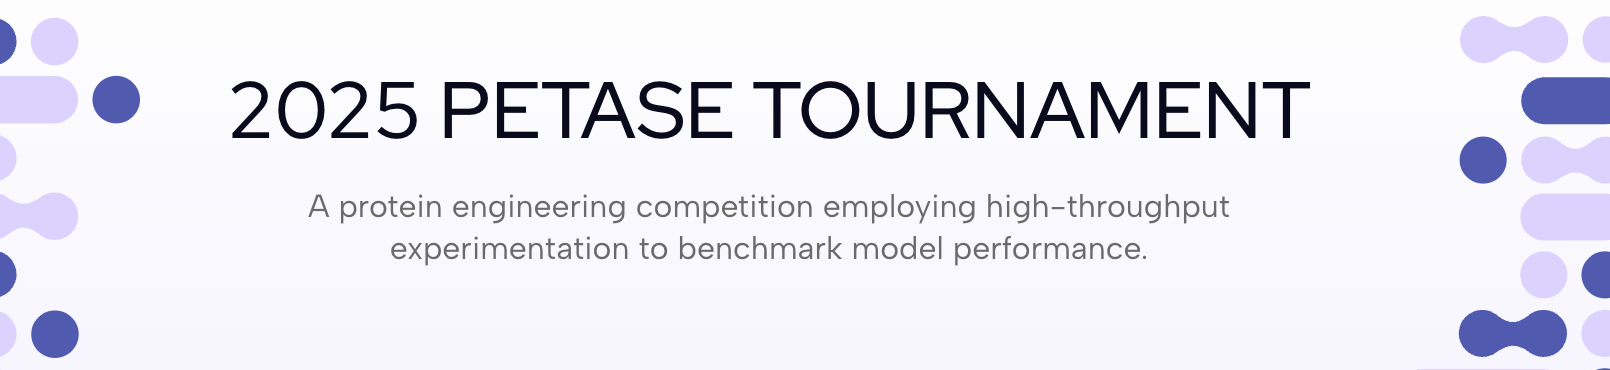 2025 PETASE TOURNAMENT
A protein engineering competition employing high-throughput
experimentation to benchmark model performance.